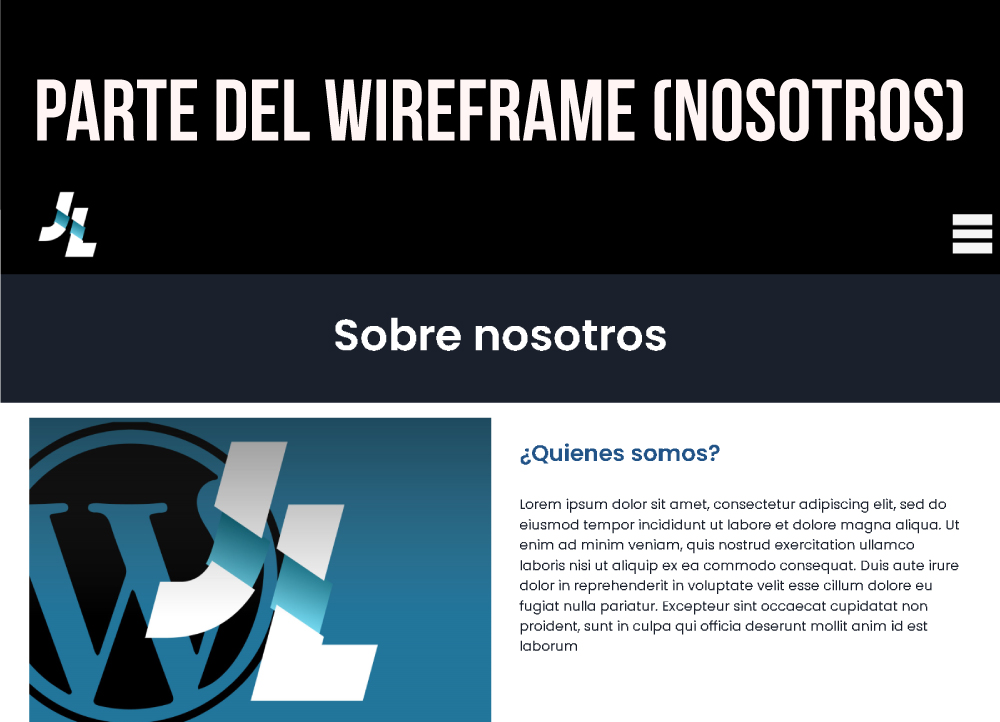 PARTE DEL WIREFRAME (NOSOTROS)
JL
Sobre nosotros
W JL
¿Quienes somos?
Lorem ipsum dolor sit amet, consectetur adipiscing elit, sed do
eiusmod tempor incididunt ut labore et dolore magna aliqua. Ut
enim ad minim veniam, quis nostrud exercitation ullamco
laboris nisi ut aliquip ex ea commodo consequat. Duis aute irure
dolor in reprehenderit in voluptate velit esse cillum dolore eu
fugiat nulla pariatur. Excepteur sint occaecat cupidatat non
proident, sunt in culpa qui officia deserunt mollit anim id est
laborum